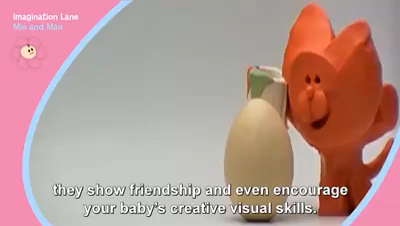 Imagination Lane
Mio and Mao
they show friendship and even encourage
your baby's creative visual skills.